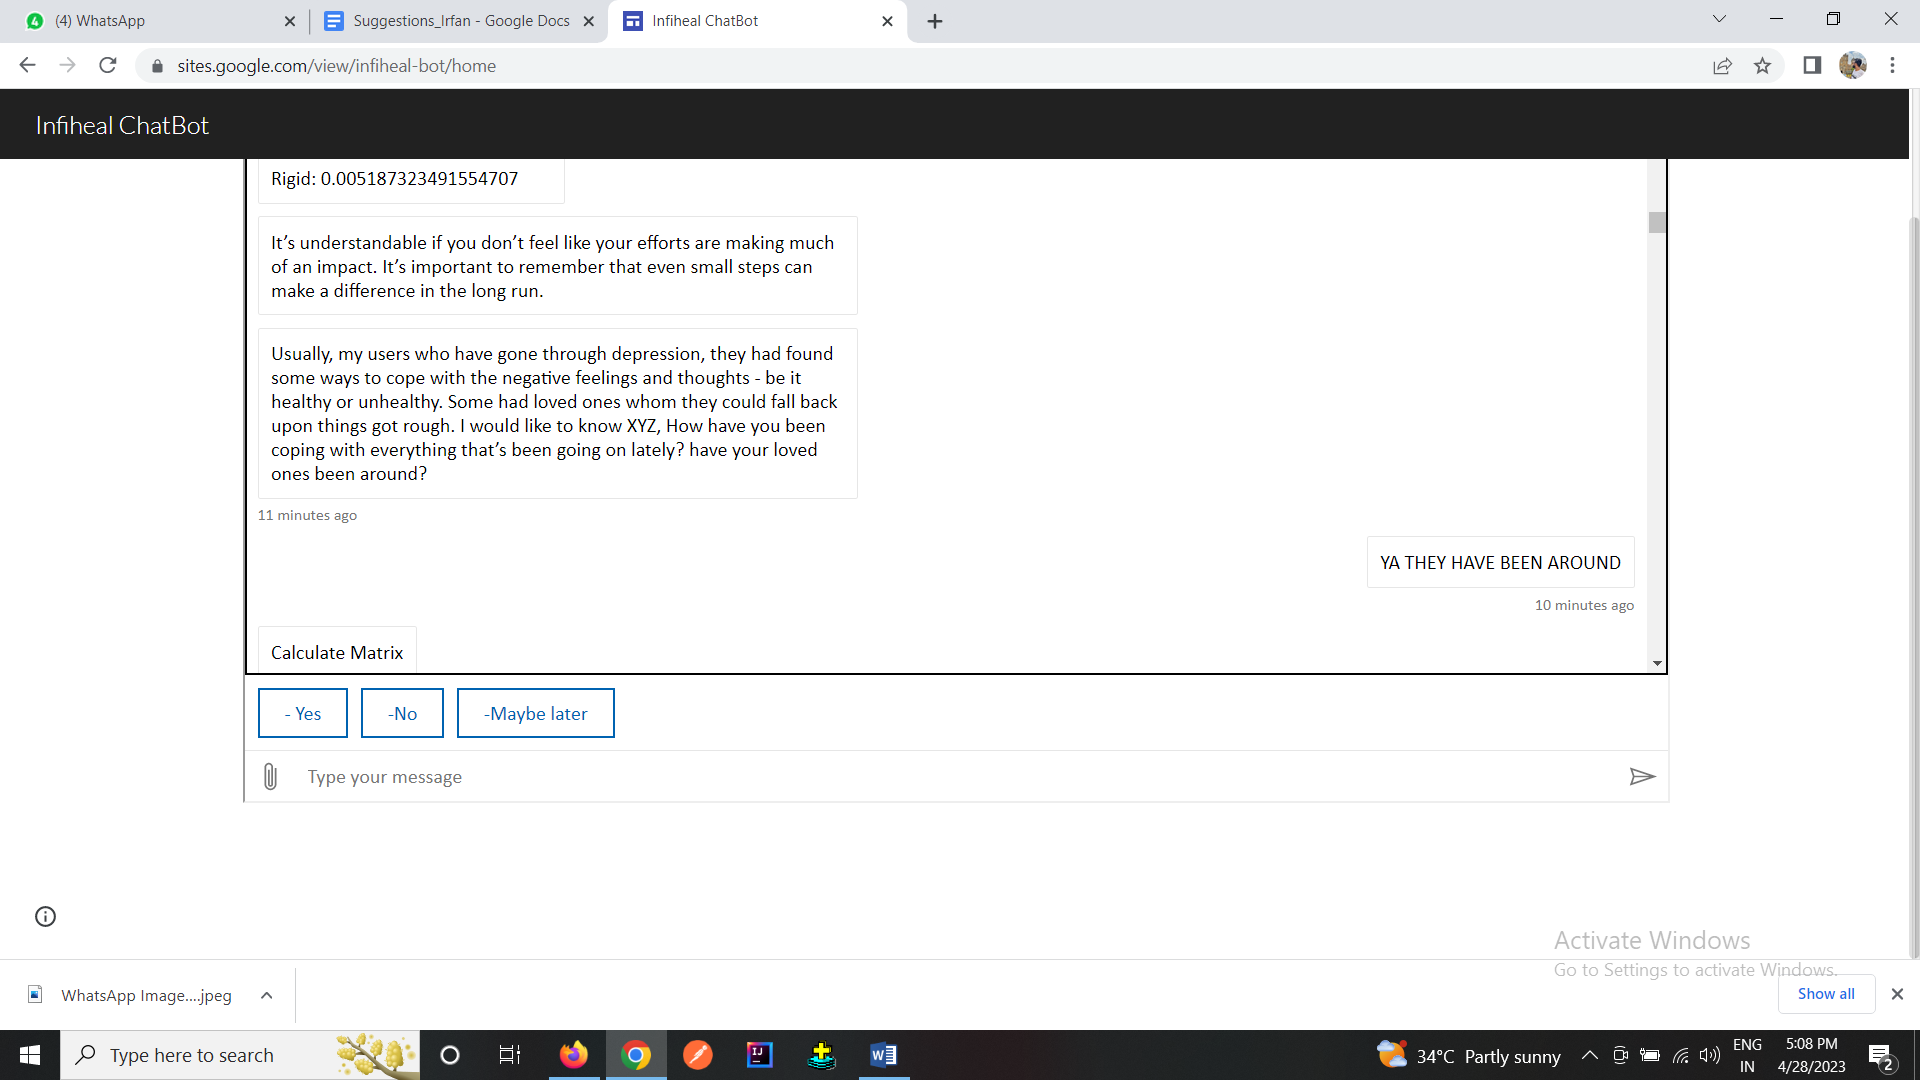 (4) WhatsApp
Suggestions_Irfan - Google Docs
Infiheal ChatBot
sites.google.com/view/infiheal-bot/home
Infiheal ChatBot
Rigid: 0.005187323491554707
It’s understandable if you don’t feel like your efforts are making much
of an impact. It’s important to remember that even small steps can
make a difference in the long run.
Usually, my users who have gone through depression, they had found
some ways to cope with the negative feelings and thoughts - be it
healthy or unhealthy. Some had loved ones whom they could fall back
upon things got rough. I would like to know XYZ, How have you been
coping with everything that’s been going on lately? have your loved
ones been around?
11 minutes ago
YA THEY HAVE BEEN AROUND
10 minutes ago
Calculate Matrix
- Yes
-No
-Maybe later
Type your message
Activate Windows
Go to Settings to activate Windows.
WhatsApp Image....jpeg
Show all
Type here to search
34°C Partly sunny
ENG
IN
5:08 PM
4/28/2023
2